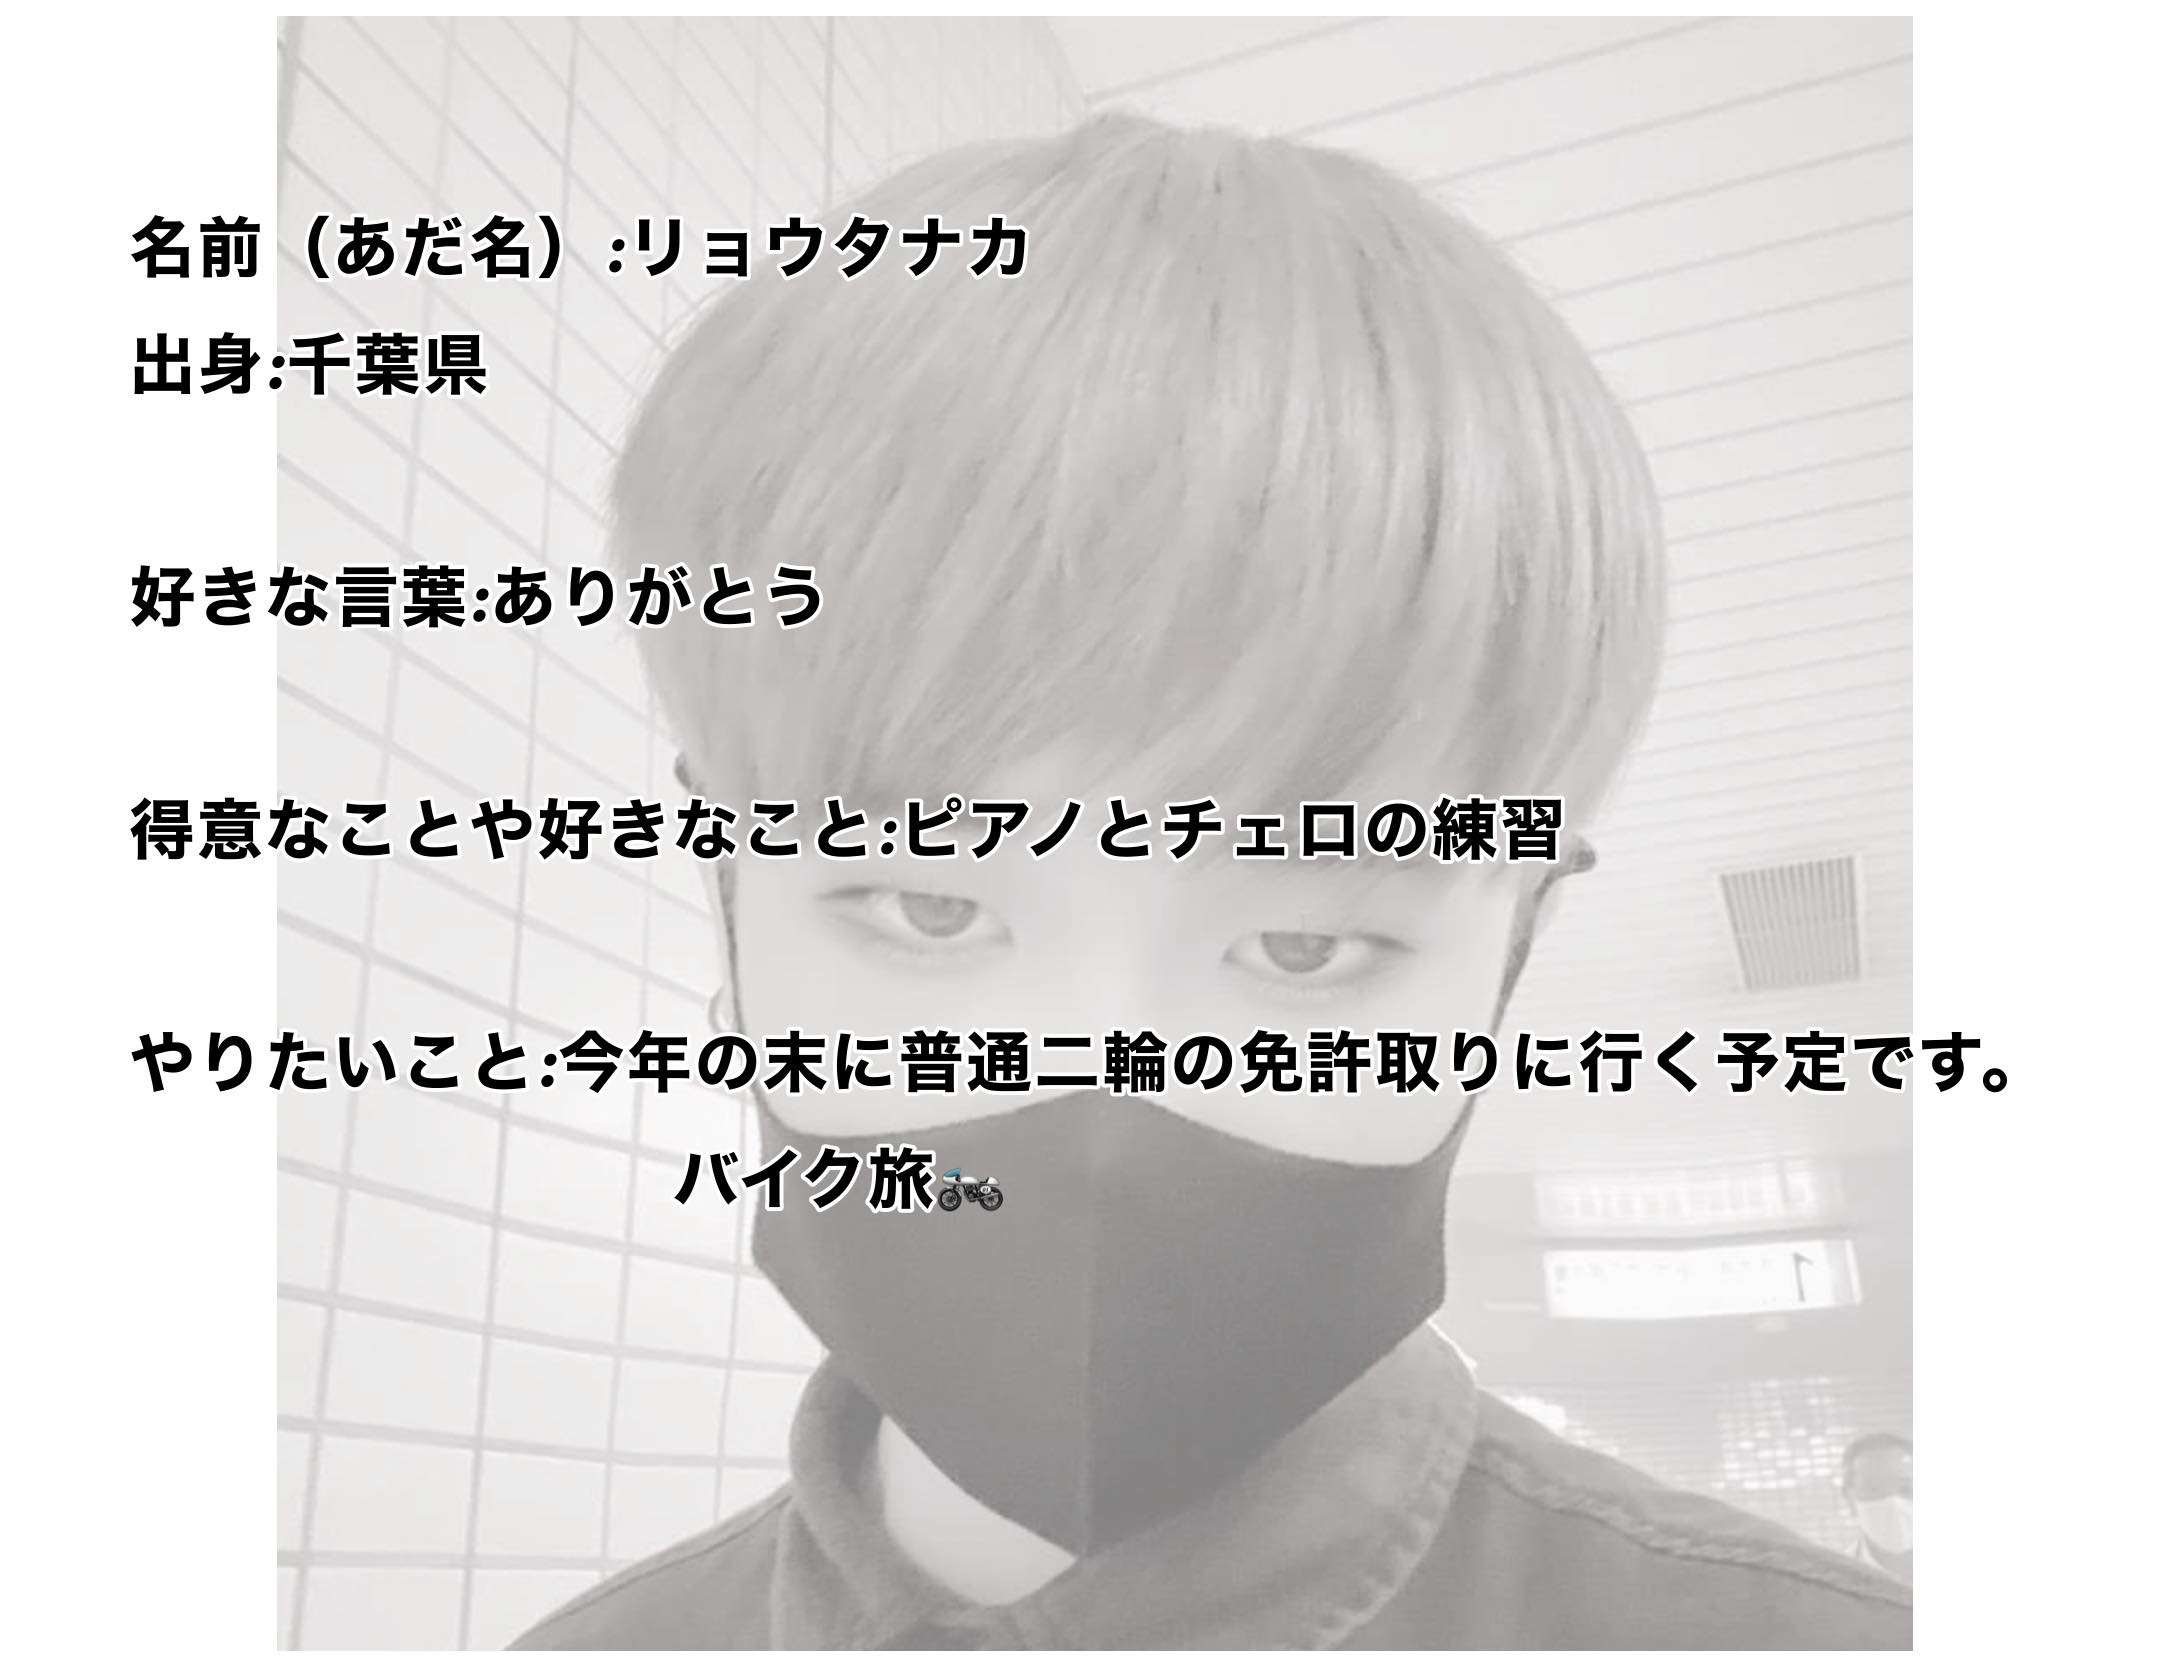 名前（あだ名）:リョウタナカ
出身:千葉県
好きな言葉:ありがとう
得意なことや好きなこと:ピアノとチェロの練習
やりたいこと:今年の末に普通二輪の免許取りに行く予定です。
バイク旅🏍